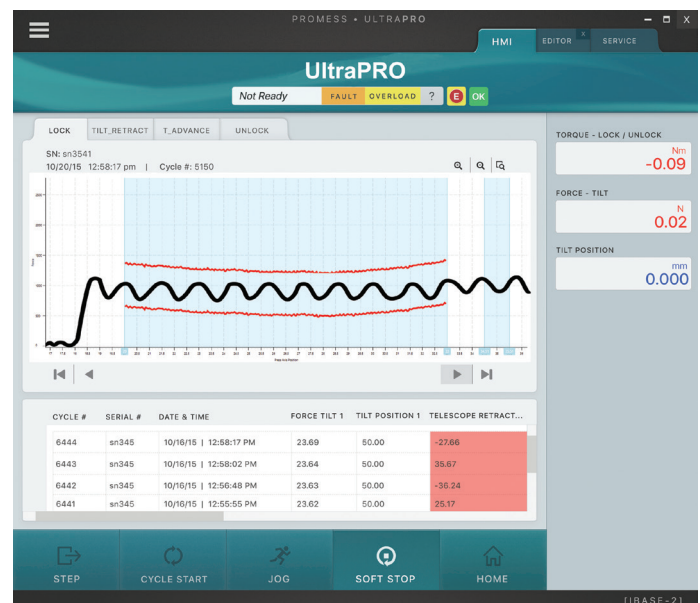 PROMESS • ULTRAPRO
X
HMI
EDITOR
X
SERVICE
UltraPRO
Not Ready
FAULT
OVERLOAD
?
E
OK
LOCK
TILT_RETRACT
T_ADVANCE
UNLOCK
SN: sn3541
10/20/15 12:58:17 pm | Cycle #: 5150
TORQUE - LOCK / UNLOCK
Nm
-0.09
FORCE - TILT
N
0.02
TILT POSITION
mm
0.000
CYCLE # SERIAL # DATE & TIME FORCE TILT 1 TILT POSITION 1 TELESCOPE RETRACT...
6444 sn345 10/16/15 | 12:58:17 PM 23.69 50.00 -27.66
6443 sn345 10/16/15 | 12:58:02 PM 23.64 50.00 35.67
6442 sn345 10/16/15 | 12:56:48 PM 23.63 50.00 -36.24
6441 sn345 10/16/15 | 12:55:55 PM 23.62 50.00 25.17
STEP
CYCLE START
JOG
SOFT STOP
HOME
[IBASE-2]